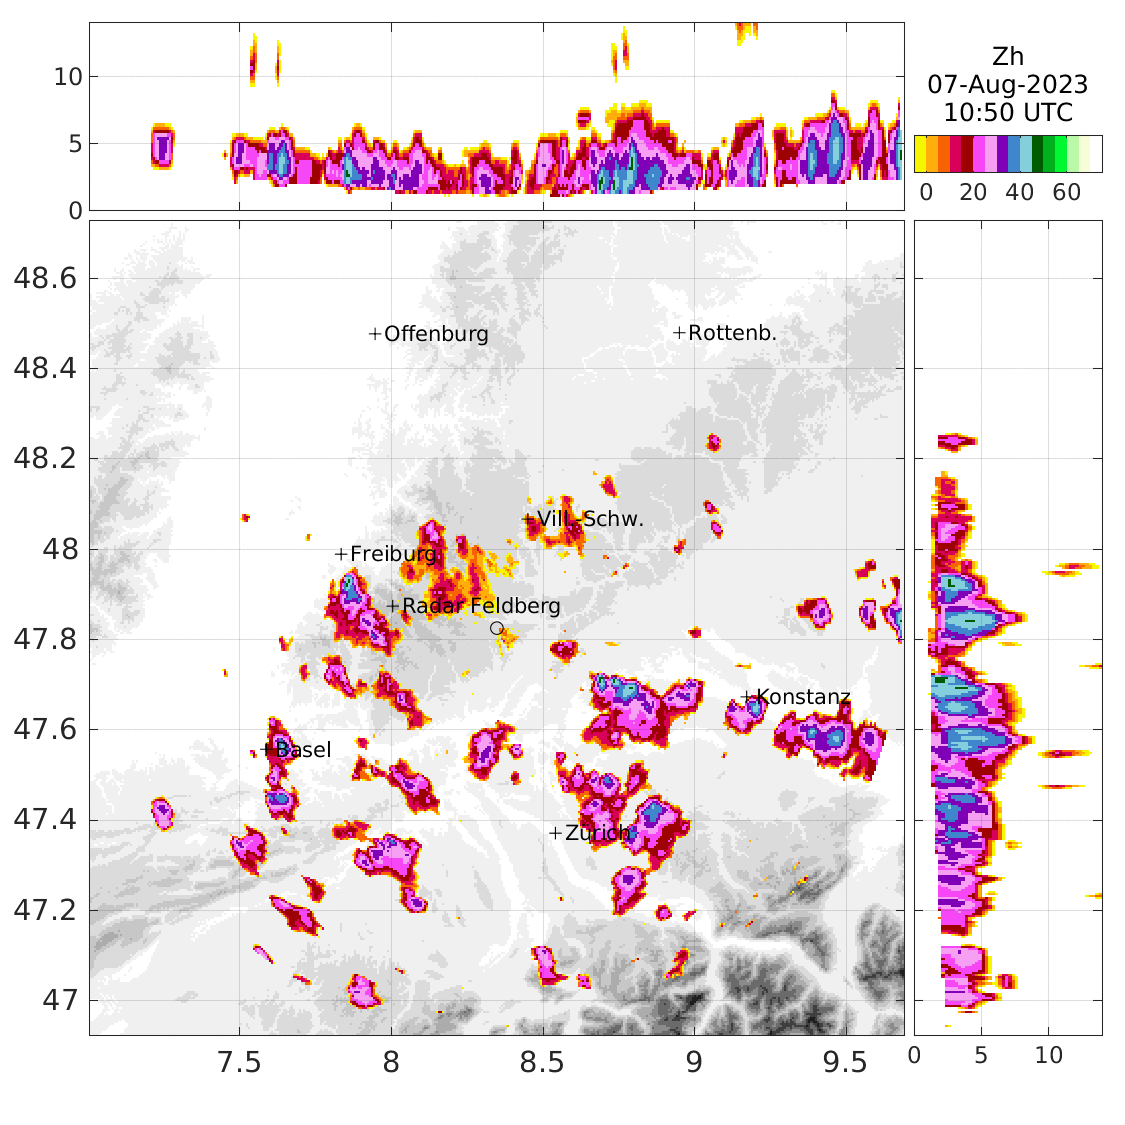 10
5
0
Zh
07-Aug-2023
10:50 UTC
0 20 40 60
48.6
48.4
48.2
48
47.8
47.6
47.4
47.2
47
+Offenburg
+Rottenb.
+Vill.-Schw.
+Freiburg
+Radar Feldberg
+Konstanz
+Basel
+Zürich
7.5 8 8.5 9 9.5
0 5 10